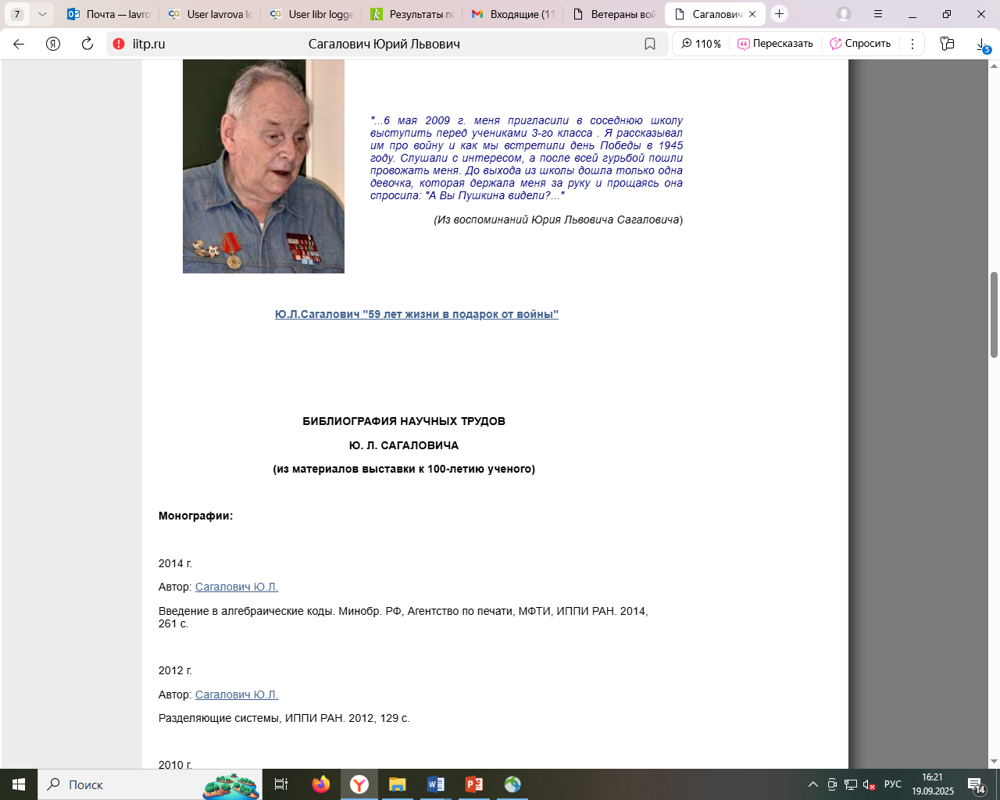 7
Почта — lavro
User lavrova lo
User libr logge
Результаты по
Входящие (11
Ветераны вой
Сагалович
iitp.ru
Сагалович Юрий Львович
110 %
Пересказать
Спросить
5
"...6 мая 2009 г. меня пригласили в соседнюю школу
выступить перед учениками 3-го класса . Я рассказывал
им про войну и как мы встретили день Победы в 1945
году. Слушали с интересом, а после всей гурьбой пошли
провожать меня. До выхода из школы дошла только одна
девочка, которая держала меня за руку и прощаясь она
спросила: "А Вы Пушкина видели?..."
(Из воспоминаний Юрия Львовича Сагаловича)
Ю.Л.Сагалович "59 лет жизни в подарок от войны"
БИБЛИОГРАФИЯ НАУЧНЫХ ТРУДОВ
Ю. Л. САГАЛОВИЧА
(из материалов выставки к 100-летию ученого)
Монографии:
2014 г.
Автор: Сагалович Ю.Л.
Введение в алгебраические коды. Минобр. РФ, Агентство по печати, МФТИ, ИППИ РАН. 2014,
261 с.
2012 г.
Автор: Сагалович Ю.Л.
Разделяющие системы, ИППИ РАН. 2012, 129 с.
2010 г.
Поиск
РУС
16:21
19.09.2025
14